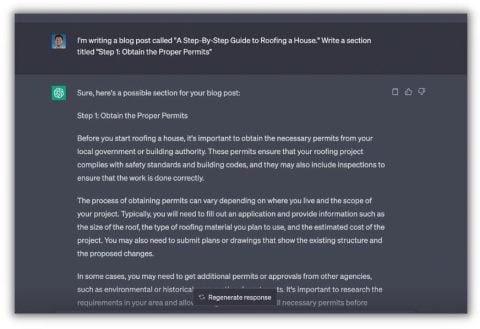 I'm writing a blog post called "A Step-By-Step Guide to Roofing a House." Write a section
titled "Step 1: Obtain the Proper Permits"
Sure, here's a possible section for your blog post:
Step 1: Obtain the Proper Permits
Before you start roofing a house, it's important to obtain the necessary permits from your
local government or building authority. These permits ensure that your roofing project
complies with safety standards and building codes, and they may also include inspections to
ensure that the work is done correctly.
The process of obtaining permits can vary depending on where you live and the scope of
your project. Typically, you will need to fill out an application and provide information such as
the size of the roof, the type of roofing material you plan to use, and the estimated cost of the
project. You may also need to submit plans or drawings that show the existing structure and
the proposed changes.
In some cases, you may need to get additional permits or approvals from other agencies,
such as environmental or historical It's important to research the
requirements in your area and necessary permits before
Regenerate response